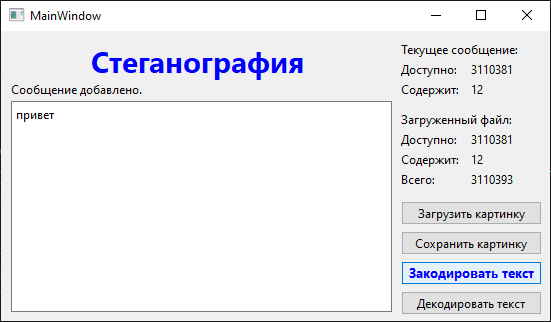 MainWindow
Стеганография
Сообщение добавлено.
привет
Текущее сообщение:
Доступно: 3110381
Содержит: 12
Загруженный файл:
Доступно: 3110381
Содержит: 12
Всего: 3110393
Загрузить картинку
Сохранить картинку
Закодировать текст
Декодировать текст